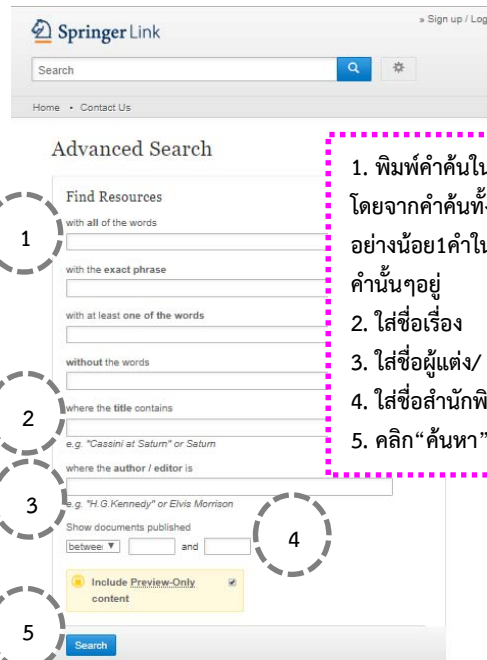 » Sign up / Log
Springer Link
Search
Home • Contact Us
Advanced Search
Find Resources
1
with all of the words
with the exact phrase
with at least one of the words
without the words
2
where the title contains
e.g. "Cassini at Saturn" or Saturn
where the author / editor is
3
e.g. "H.G.Kennedy" or Elvis Morrison
Show documents published
4
betwee and
Include Preview-Only
content
5
Search
1. พิมพ์คำค้นใน
โดยจากคำค้นทั้ง
อย่างน้อย1คำใน
คำนั้นๆอยู่
2. ใส่ชื่อเรื่อง
3. ใส่ชื่อผู้แต่ง/
4. ใส่ชื่อสำนักพิ
5. คลิก“ค้นหา”